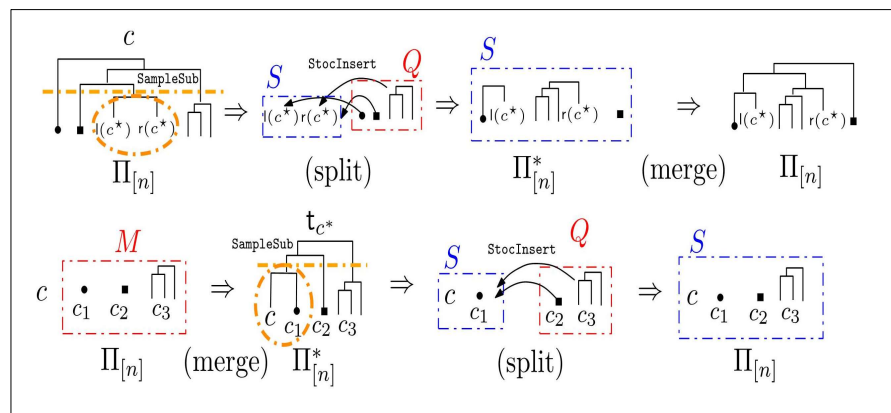 c S
SampleSub StocInsert Q
S
⇒ l(c⋆) r(c⋆) ⇒ l(c⋆) r(c⋆) ⇒ l(c⋆) r(c⋆)
l(c⋆) r(c⋆)
Π[n] (split) Π*[n] (merge) Π[n]
t_c*
M SampleSub StocInsert Q S
S
c ⇒ ⇒ c ⇒ c
c1 c2 c3 c c1 c2 c3 c1 c2 c3 c1 c2 c3
Π[n] (merge) Π*[n] (split) Π[n]